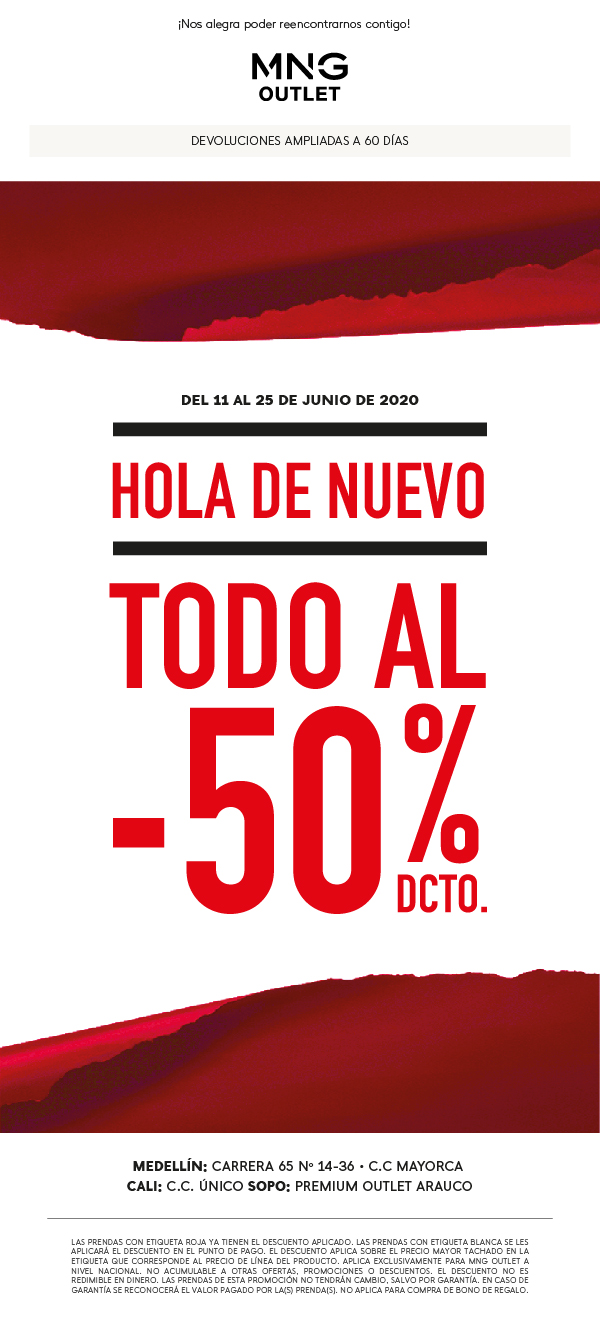 ¡Nos alegra poder reencontrarnos contigo!
MNG
OUTLET
DEVOLUCIONES AMPLIADAS A 60 DÍAS
DEL 11 AL 25 DE JUNIO DE 2020
HOLA DE NUEVO
TODO AL
-50%
DCTO.
MEDELLÍN: CARRERA 65 Nº 14-36 • C.C MAYORCA
CALI: C.C. ÚNICO SOPO: PREMIUM OUTLET ARAUCO
LAS PRENDAS CON ETIQUETA ROJA YA TIENEN EL DESCUENTO APLICADO. LAS PRENDAS CON ETIQUETA BLANCA SE LES
APLICARÁ EL DESCUENTO EN EL PUNTO DE PAGO. EL DESCUENTO APLICA SOBRE EL PRECIO MAYOR TACHADO EN LA
ETIQUETA QUE CORRESPONDE AL PRECIO DE LÍNEA DEL PRODUCTO. APLICA EXCLUSIVAMENTE PARA MNG OUTLET A
NIVEL NACIONAL. NO ACUMULABLE A OTRAS OFERTAS, PROMOCIONES O DESCUENTOS. EL DESCUENTO NO ES
REDIMIBLE EN DINERO. LAS PRENDAS DE ESTA PROMOCIÓN NO TENDRÁN CAMBIO, SALVO POR GARANTÍA. EN CASO DE
GARANTÍA SE RECONOCERÁ EL VALOR PAGADO POR LA(S) PRENDA(S). NO APLICA PARA COMPRA DE BONO DE REGALO.